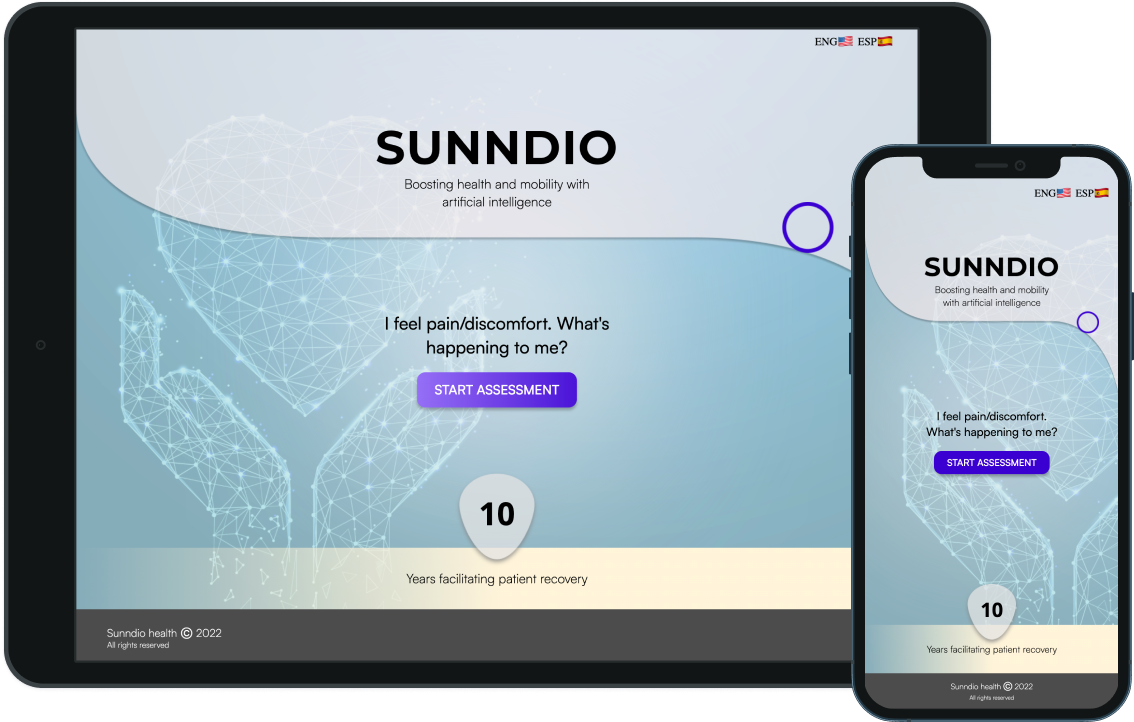 ENG🇺🇸 ESP🇪🇸
SUNNDIO
Boosting health and mobility with
artificial intelligence
I feel pain/discomfort. What's
happening to me?
START ASSESSMENT
10
Years facilitating patient recovery
Sunndio health © 2022
All rights reserved
ENG🇺🇸 ESP🇪🇸
SUNNDIO
Boosting health and mobility
with artificial intelligence
I feel pain/discomfort.
What's happening to me?
START ASSESSMENT
10
Years facilitating patient recovery
Sunndio health © 2022
All rights reserved